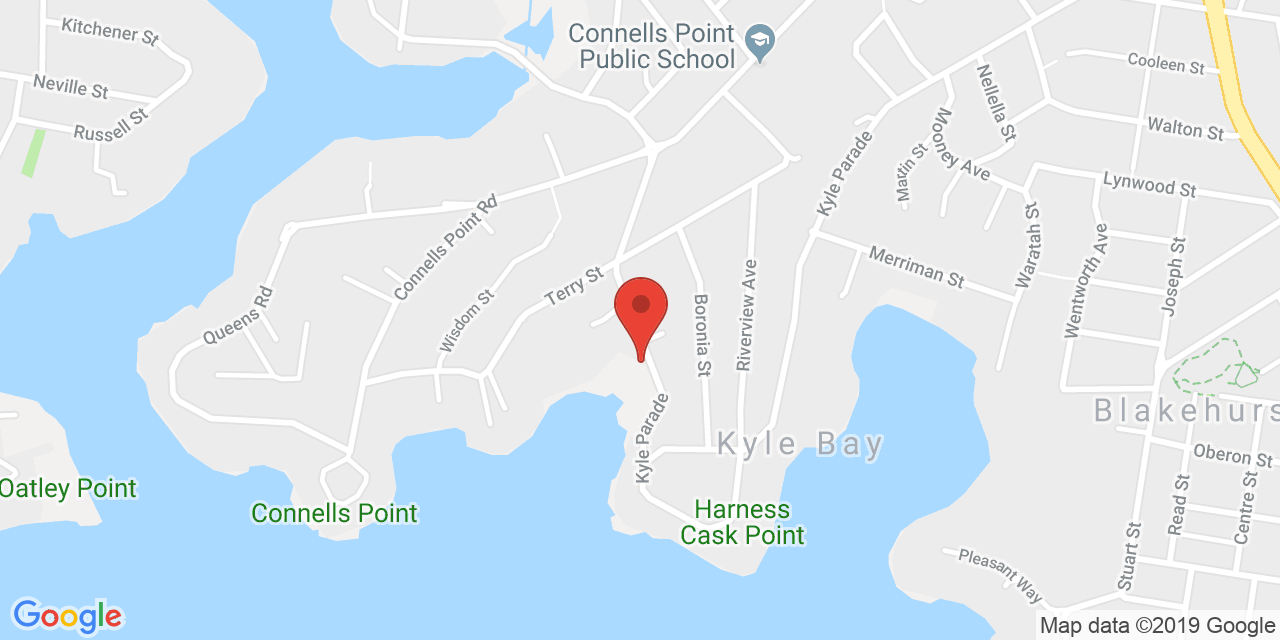 Kitchener St
Connells Point
Public School
Neville St
Cooleen St
Nellella St
Russell St
Walton St
Mooney Ave
Martin St
Kyle Parade
Lynwood St
Connells Point Rd
Waratah St
Wentworth Ave
Joseph St
Merriman St
Terry St
Queens Rd
Wisdom St
Boronia St
Riverview Ave
Blakehurs
Kyle Parade
Kyle Bay
Oberon St
Oatley Point
Connells Point
Harness
Cask Point
Read St
Centre St
Stuart St
Pleasant Way
Google
Map data ©2019 Google